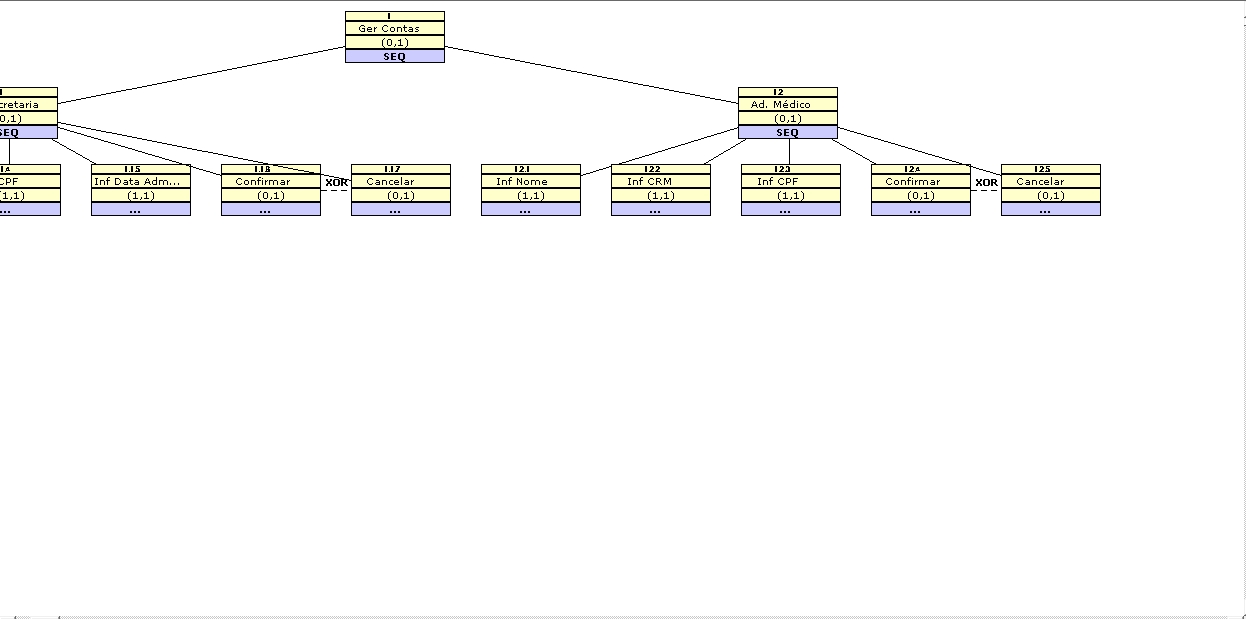 1
Ger Contas
(0,1)
SEQ
cretaria
0,1)
SEQ
12
Ad. Médico
(0,1)
SEQ
14
CPF
(1,1)
...
115
Inf Data Adm...
(1,1)
...
Confirmar
(0,1)
...
XOR
117
Cancelar
(0,1)
...
121
Inf Nome
(1,1)
...
122
Inf CRM
(1,1)
...
123
Inf CPF
(1,1)
...
124
Confirmar
(0,1)
...
XOR
125
Cancelar
(0,1)
...